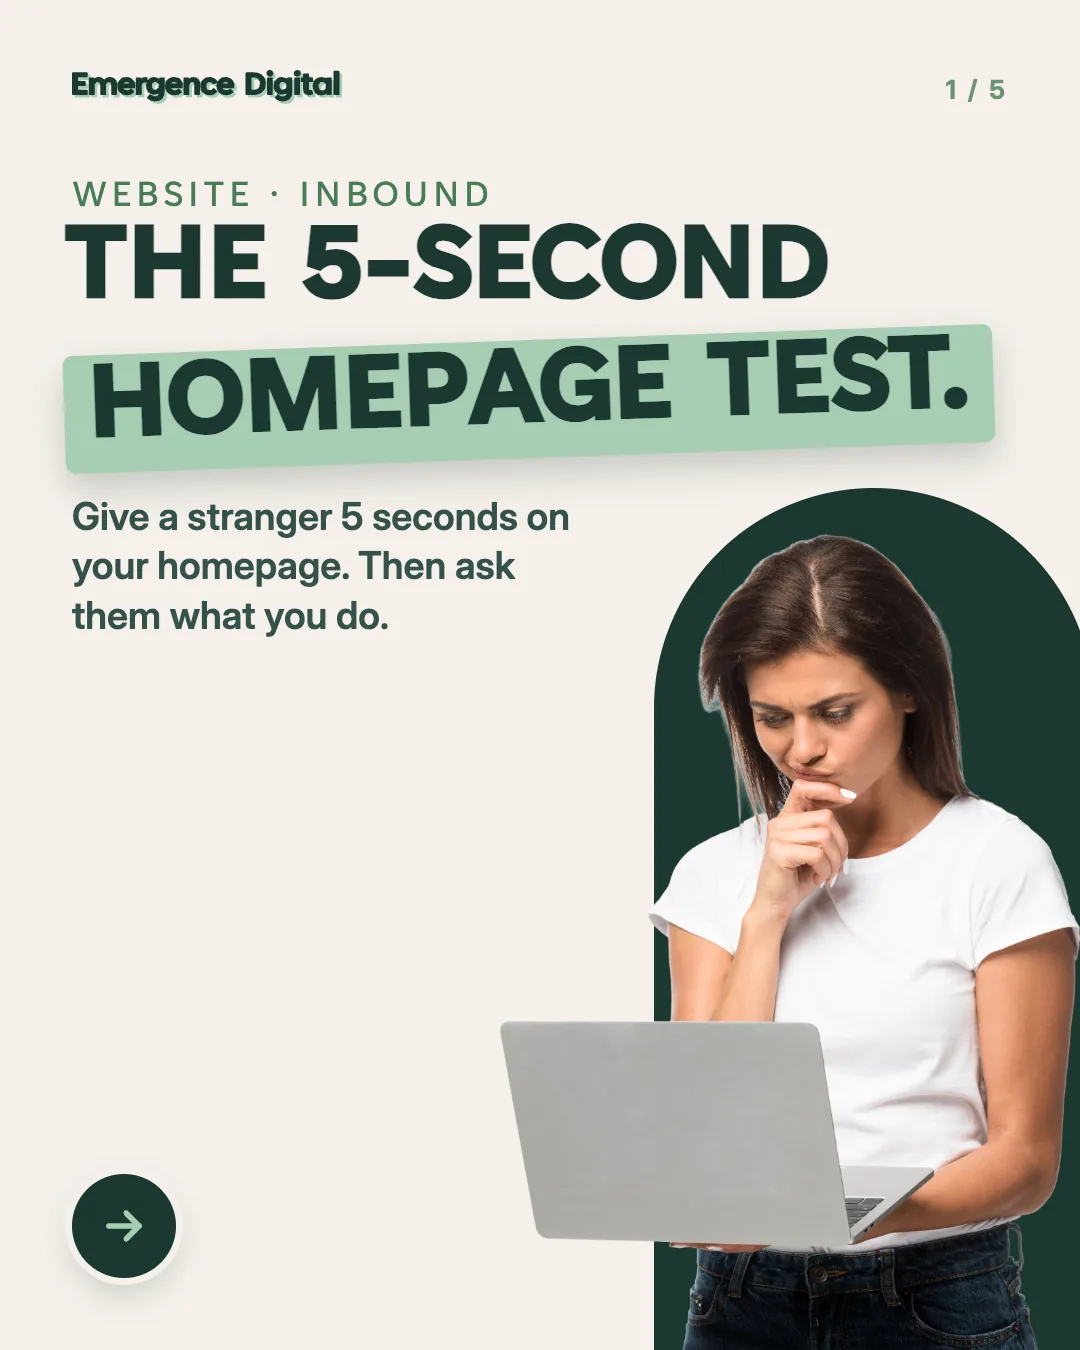 Emergence Digital
1 / 5
WEBSITE · INBOUND
THE 5-SECOND
HOMEPAGE TEST.
Give a stranger 5 seconds on
your homepage. Then ask
them what you do.